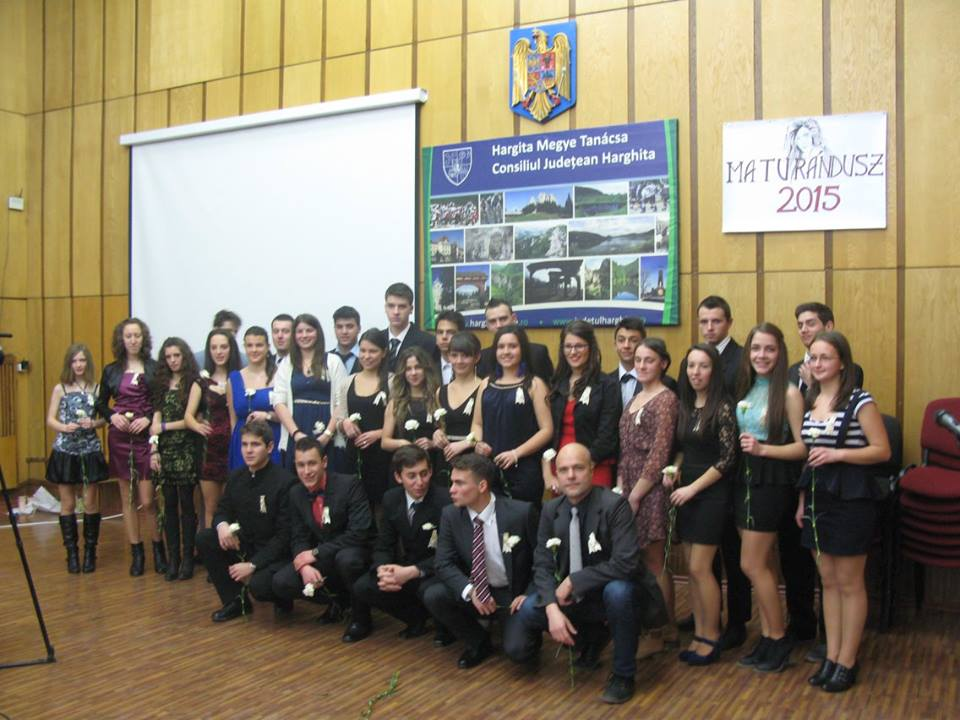 Hargita Megye Tanácsa
Consiliul Județean Harghita
MATURANDUSZ
2015